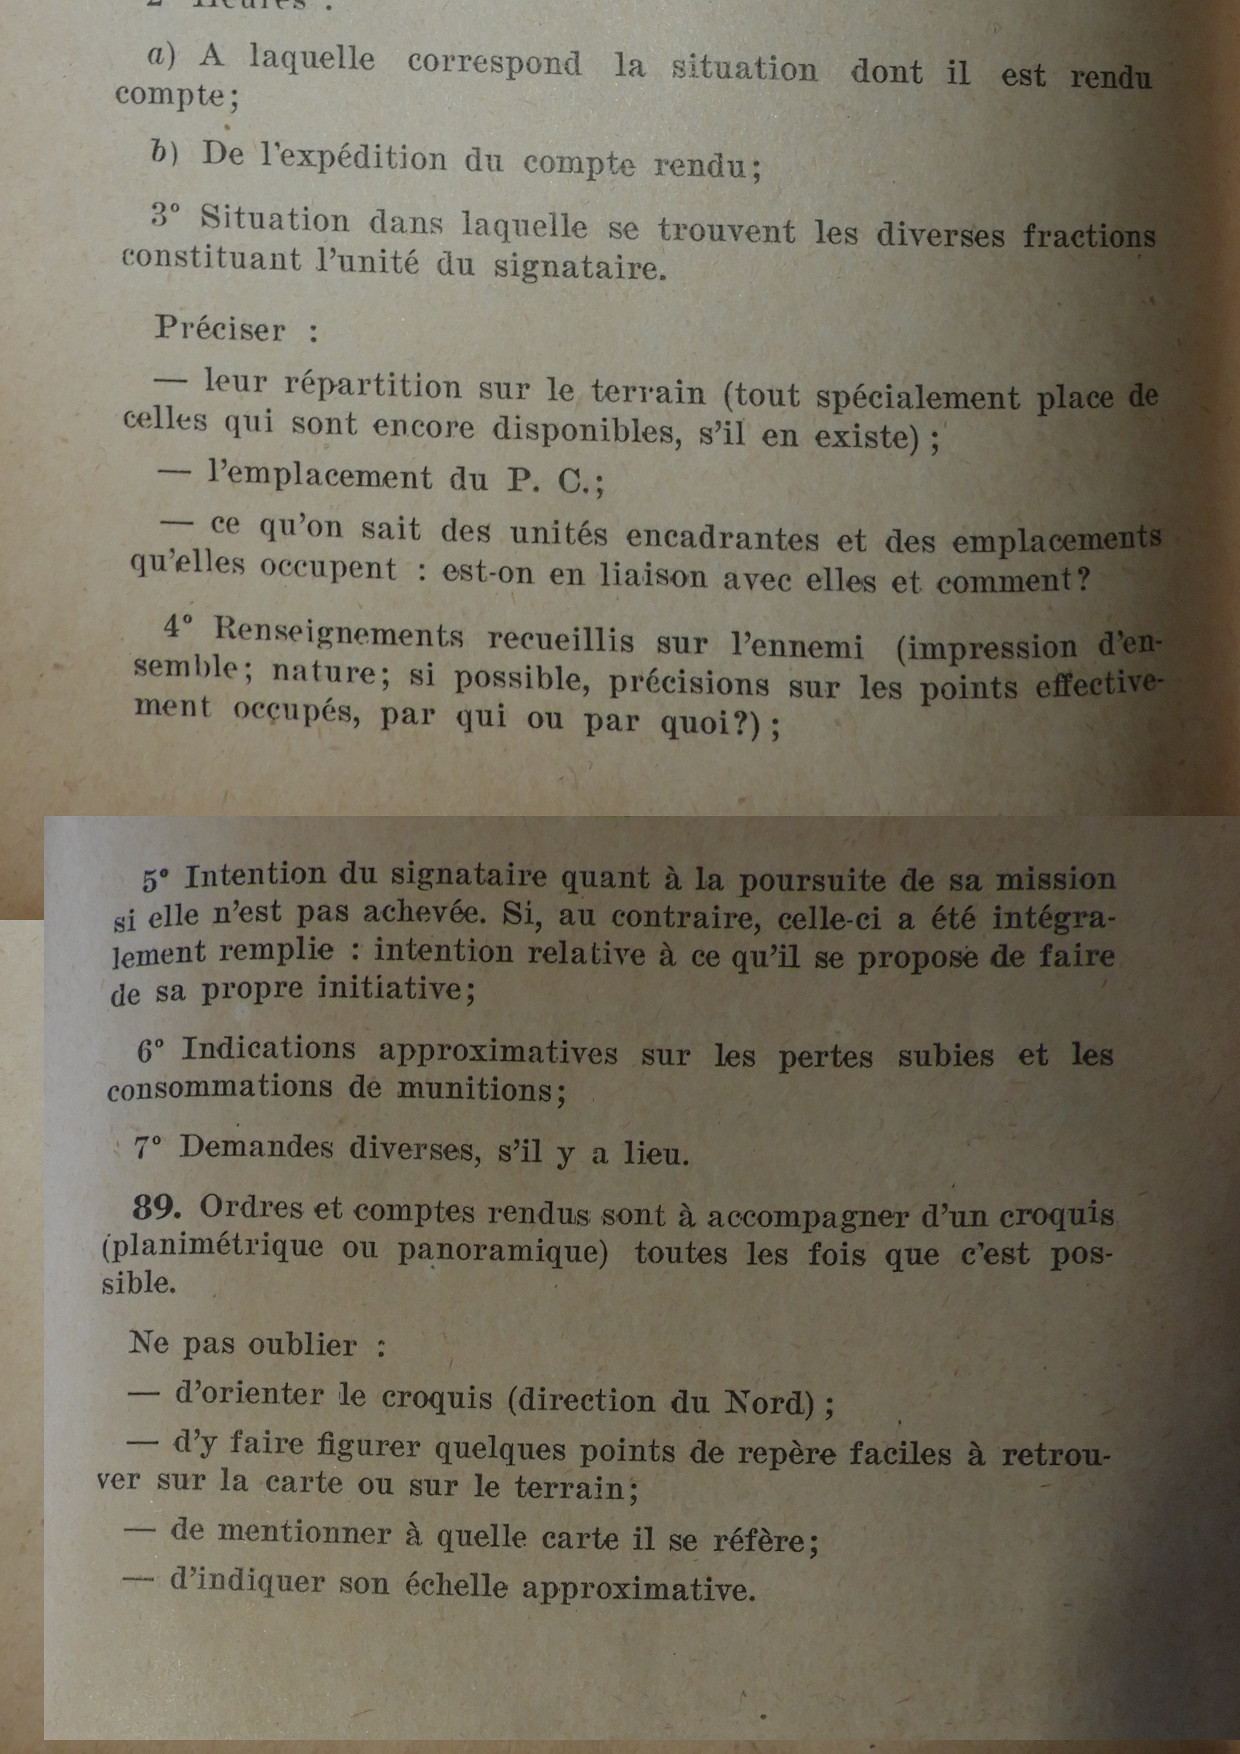 2° Heures :
a) A laquelle correspond la situation dont il est rendu
compte;
b) De l'expédition du compte rendu;
3° Situation dans laquelle se trouvent les diverses fractions
constituant l'unité du signataire.
Préciser :
— leur répartition sur le terrain (tout spécialement place de
celles qui sont encore disponibles, s'il en existe) ;
— l'emplacement du P. C.;
— ce qu'on sait des unités encadrantes et des emplacements
qu'elles occupent : est-on en liaison avec elles et comment?
4° Renseignements recueillis sur l'ennemi (impression d'en-
semble; nature; si possible, précisions sur les points effective-
ment occupés, par qui ou par quoi?) ;
5° Intention du signataire quant à la poursuite de sa mission
si elle n'est pas achevée. Si, au contraire, celle-ci a été intégra-
lement remplie : intention relative à ce qu'il se propose de faire
de sa propre initiative;
6° Indications approximatives sur les pertes subies et les
consommations de munitions;
7° Demandes diverses, s'il y a lieu.
89. Ordres et comptes rendus sont à accompagner d'un croquis
(planimétrique ou panoramique) toutes les fois que c'est pos-
sible.
Ne pas oublier :
— d'orienter le croquis (direction du Nord) ;
— d'y faire figurer quelques points de repère faciles à retrou-
ver sur la carte ou sur le terrain;
— de mentionner à quelle carte il se réfère;
— d'indiquer son échelle approximative.